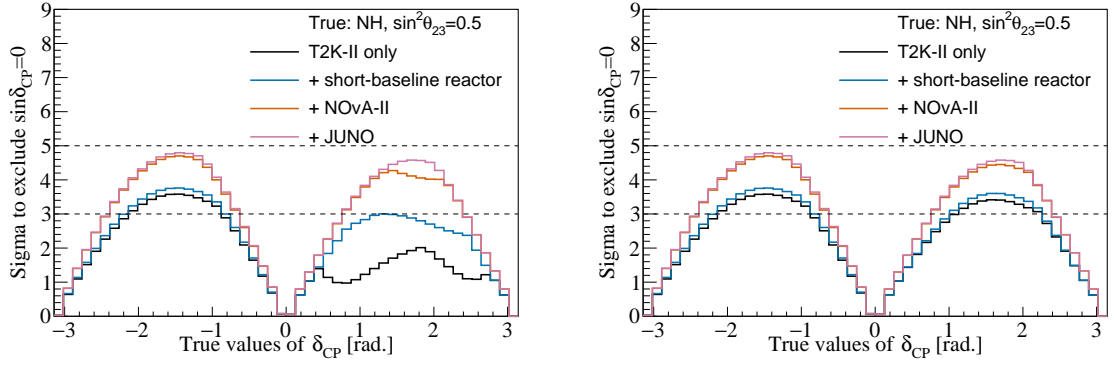 True: NH, sin²θ₂₃=0.5
T2K-II only
+ short-baseline reactor
+ NOvA-II
+ JUNO
Sigma to exclude sinδCP=0
0 1 2 3 4 5 6 7 8 9
−3 −2 −1 0 1 2 3
True values of δCP [rad.]
True: NH, sin²θ₂₃=0.5
T2K-II only
+ short-baseline reactor
+ NOvA-II
+ JUNO
Sigma to exclude sinδCP=0
0 1 2 3 4 5 6 7 8 9
−3 −2 −1 0 1 2 3
True values of δCP [rad.]